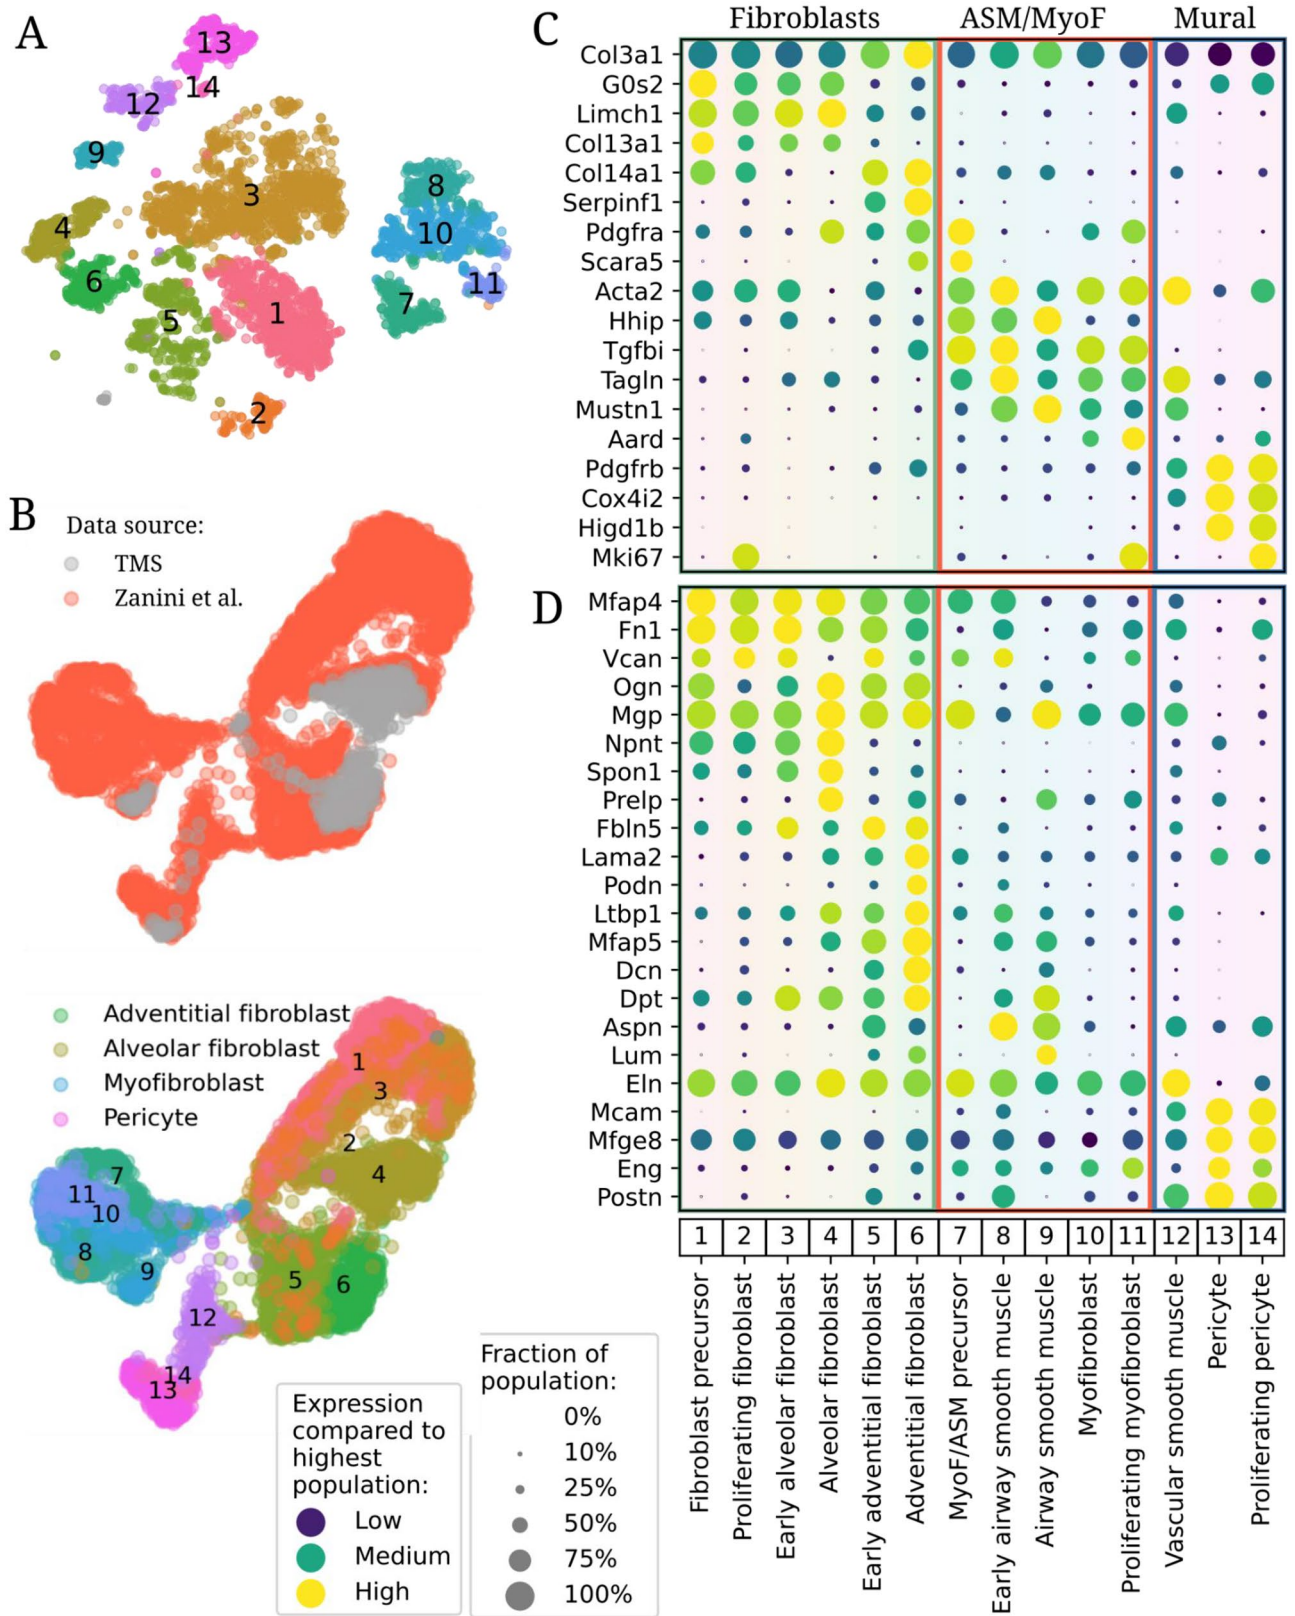 A
13
14
12
9
3
8
4
10
6
11
7
5
1
2
B
Data source:
TMS
Zanini et al.
Adventitial fibroblast
Alveolar fibroblast
Myofibroblast
Pericyte
1
3
2
4
7
11
10
8
9
5
6
12
14
13
Expression
compared to
highest
population:
Low
Medium
High
Fraction of
population:
0%
10%
25%
50%
75%
100%
C
Fibroblasts ASM/MyoF Mural
Col3a1
G0s2
Limch1
Col13a1
Col14a1
Serpinf1
Pdgfra
Scara5
Acta2
Hhip
Tgfbi
Tagln
Mustn1
Aard
Pdgfrb
Cox4i2
Higd1b
Mki67
D
Mfap4
Fn1
Vcan
Ogn
Mgp
Npnt
Spon1
Prelp
Fbln5
Lama2
Podn
Ltbp1
Mfap5
Dcn
Dpt
Aspn
Lum
Eln
Mcam
Mfge8
Eng
Postn
1 2 3 4 5 6 7 8 9 10 11 12 13 14
Fibroblast precursor
Proliferating fibroblast
Early alveolar fibroblast
Alveolar fibroblast
Early adventitial fibroblast
Adventitial fibroblast
MyoF/ASM precursor
Early airway smooth muscle
Airway smooth muscle
Myofibroblast
Proliferating myofibroblast
Vascular smooth muscle
Pericyte
Proliferating pericyte